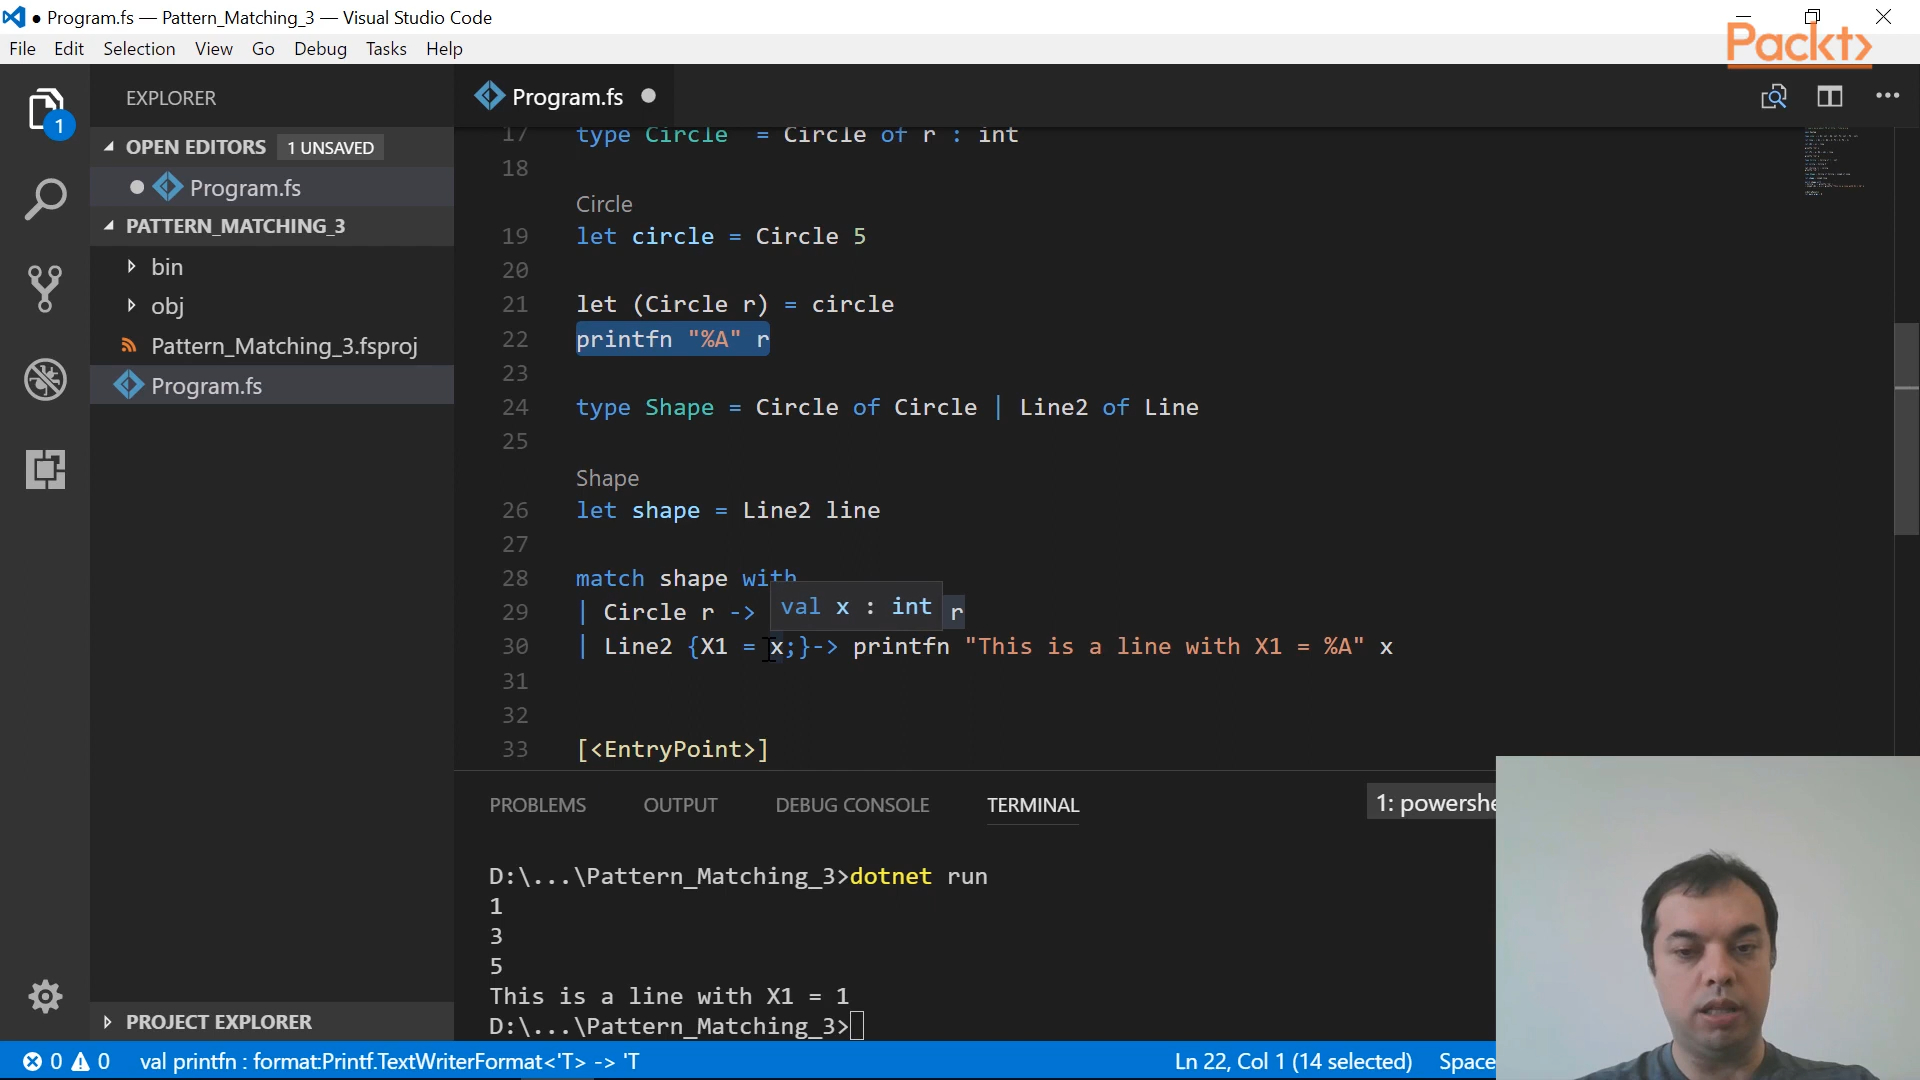 ● Program.fs — Pattern_Matching_3 — Visual Studio Code
Packt>
File Edit Selection View Go Debug Tasks Help
EXPLORER
OPEN EDITORS 1 UNSAVED
Program.fs
PATTERN_MATCHING_3
bin
obj
Pattern_Matching_3.fsproj
Program.fs
PROJECT EXPLORER
1
Program.fs
17 type Circle = Circle of r : int
18
Circle
19 let circle = Circle 5
20
21 let (Circle r) = circle
22 printfn "%A" r
23
24 type Shape = Circle of Circle | Line2 of Line
25
Shape
26 let shape = Line2 line
27
28 match shape with
val x : int
29 | Circle r -> r
30 | Line2 {X1 = x;}-> printfn "This is a line with X1 = %A" x
31
32
33 [<EntryPoint>]
PROBLEMS OUTPUT DEBUG CONSOLE TERMINAL 1: powershe
D:\...\Pattern_Matching_3>dotnet run
1
3
5
This is a line with X1 = 1
D:\...\Pattern_Matching_3>
0 0 val printfn : format:Printf.TextWriterFormat<'T> -> 'T Ln 22, Col 1 (14 selected) Space